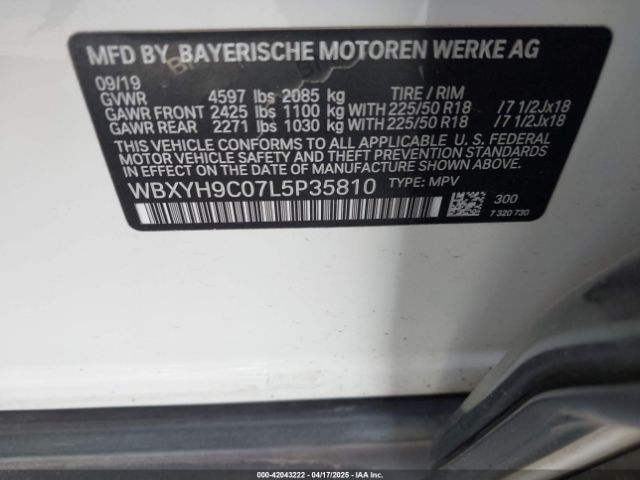 MFD BY BAYERISCHE MOTOREN WERKE AG
09/19
GVWR 4597 lbs 2085 kg TIRE / RIM
GAWR FRONT 2425 lbs 1100 kg WITH 225/50 R18 /7 1/2Jx18
GAWR REAR 2271 lbs 1030 kg WITH 225/50 R18 /7 1/2Jx18
THIS VEHICLE CONFORMS TO ALL APPLICABLE U. S. FEDERAL
MOTOR VEHICLE SAFETY, BUMPER, AND THEFT PREVENTION STANDARDS
IN EFFECT ON THE DATE OF MANUFACTURE SHOWN ABOVE.
WBXYH9C07L5P35810 TYPE: MPV
300
7 320 730
000-42043222 - 04/17/2025 - IAAI.COM